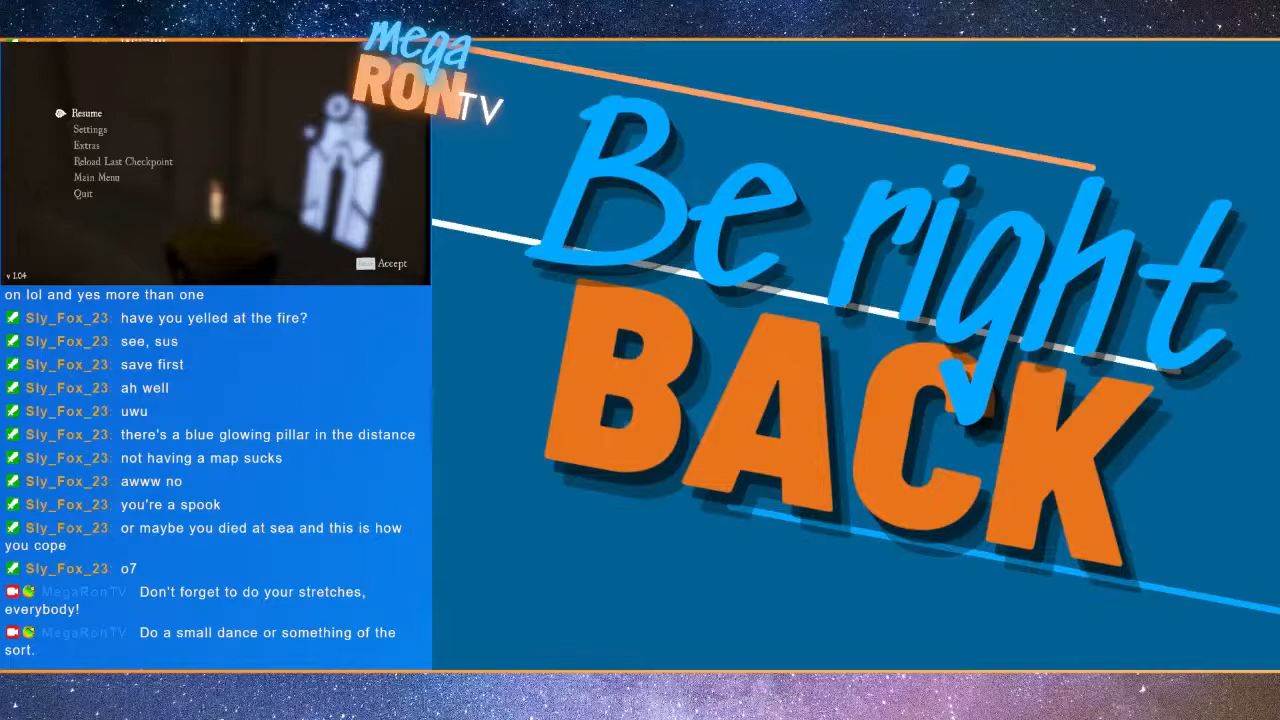 mega
RON
TV
Resume
Settings
Extras
Reload Last Checkpoint
Main Menu
Quit
Accept
v 1.04
on lol and yes more than one
Sly_Fox_23: have you yelled at the fire?
Sly_Fox_23: see, sus
Sly_Fox_23: save first
Sly_Fox_23: ah well
Sly_Fox_23: uwu
Sly_Fox_23: there's a blue glowing pillar in the distance
Sly_Fox_23: not having a map sucks
Sly_Fox_23: awww no
Sly_Fox_23: you're a spook
Sly_Fox_23: or maybe you died at sea and this is how
you cope
Sly_Fox_23: o7
MegaRonTV: Don't forget to do your stretches,
everybody!
MegaRonTV: Do a small dance or something of the
sort.
Be right
BACK